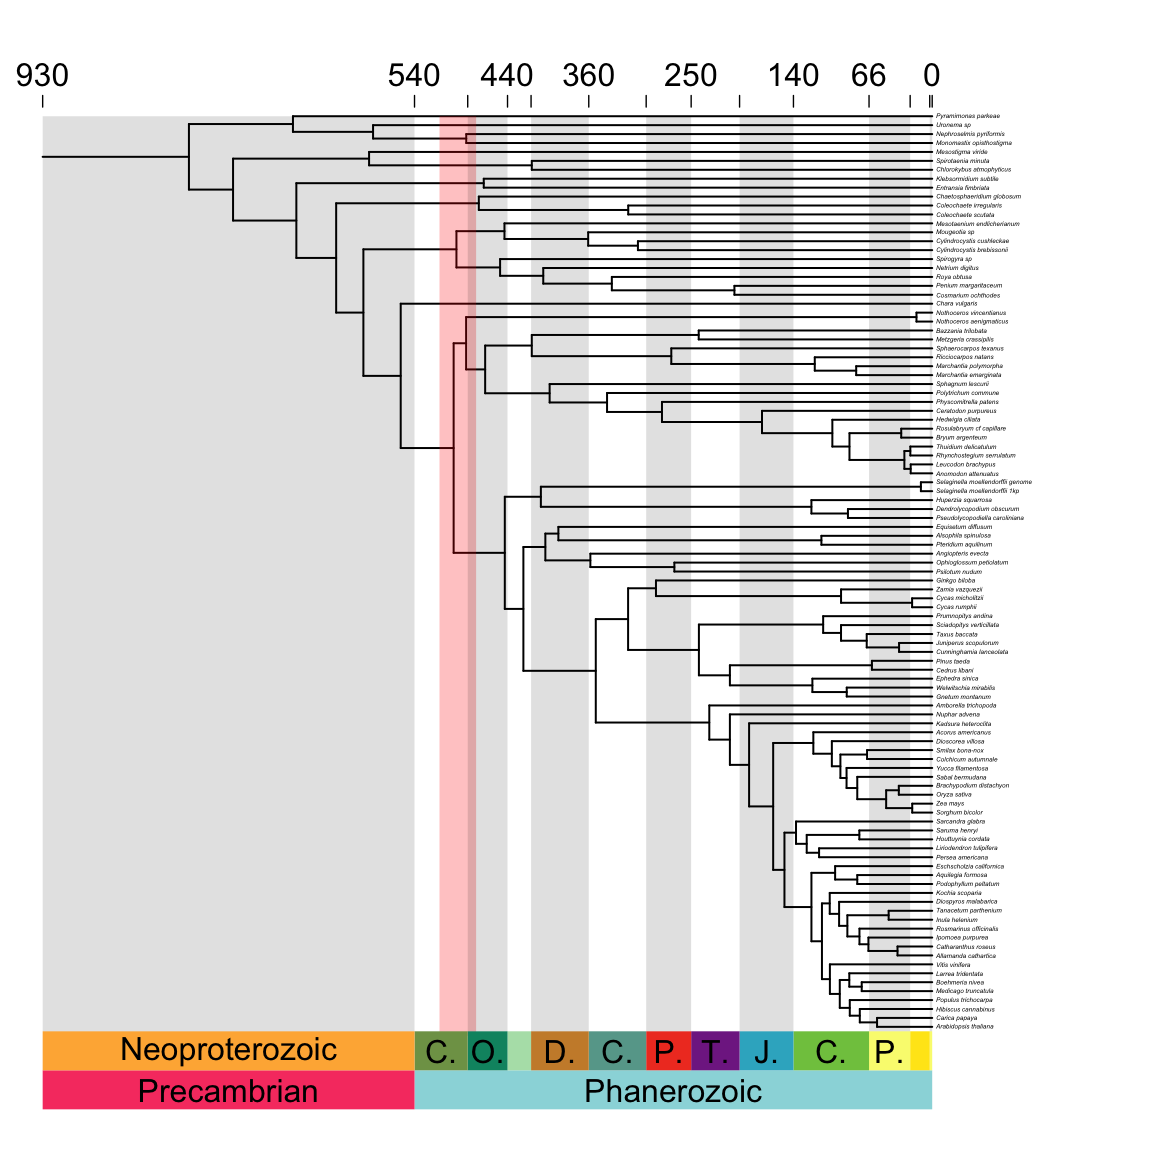 930 540 440 360 250 140 66 0
Pyramimonas parkeae
Uronema sp
Nephroselmis pyriformis
Monomastix opisthostigma
Mesostigma viride
Spirotaenia minuta
Chlorokybus atmophyticus
Klebsormidium subtile
Entransia fimbriata
Chaetosphaeridium globosum
Coleochaete irregularis
Coleochaete scutata
Mesotaenium endlicherianum
Mougeotia sp
Cylindrocystis cushleckae
Cylindrocystis brebissonii
Spirogyra sp
Netrium digitus
Roya obtusa
Penium margaritaceum
Cosmarium ochthodes
Chara vulgaris
Nothoceros vincentianus
Nothoceros aenigmaticus
Bazzania trilobata
Metzgeria crassipilis
Sphaerocarpos texanus
Ricciocarpos natans
Marchantia polymorpha
Marchantia emarginata
Sphagnum lescurii
Polytrichum commune
Physcomitrella patens
Ceratodon purpureus
Hedwigia ciliata
Rosulabryum cf capillare
Bryum argenteum
Thuidium delicatulum
Rhynchostegium serrulatum
Leucodon brachypus
Anomodon attenuatus
Selaginella moellendorffii genome
Selaginella moellendorffii 1kp
Huperzia squarrosa
Dendrolycopodium obscurum
Pseudolycopodiella caroliniana
Equisetum diffusum
Alsophila spinulosa
Pteridium aquilinum
Angiopteris evecta
Ophioglossum petiolatum
Psilotum nudum
Ginkgo biloba
Zamia vazquezii
Cycas micholitzii
Cycas rumphii
Prumnopitys andina
Sciadopitys verticillata
Taxus baccata
Juniperus scopulorum
Cunninghamia lanceolata
Pinus taeda
Cedrus libani
Ephedra sinica
Welwitschia mirabilis
Gnetum montanum
Amborella trichopoda
Nuphar advena
Kadsura heteroclita
Acorus americanus
Dioscorea villosa
Smilax bona-nox
Colchicum autumnale
Yucca filamentosa
Sabal bermudana
Brachypodium distachyon
Oryza sativa
Zea mays
Sorghum bicolor
Sarcandra glabra
Saruma henryi
Houttuynia cordata
Liriodendron tulipifera
Persea americana
Eschscholzia californica
Aquilegia formosa
Podophyllum peltatum
Kochia scoparia
Diospyros malabarica
Tanacetum parthenium
Inula helenium
Rosmarinus officinalis
Ipomoea purpurea
Catharanthus roseus
Allamanda cathartica
Vitis vinifera
Larrea tridentata
Boehmeria nivea
Medicago truncatula
Populus trichocarpa
Hibiscus cannabinus
Carica papaya
Arabidopsis thaliana
Neoproterozoic C. O. D. C. P. T. J. C. P.
Precambrian Phanerozoic